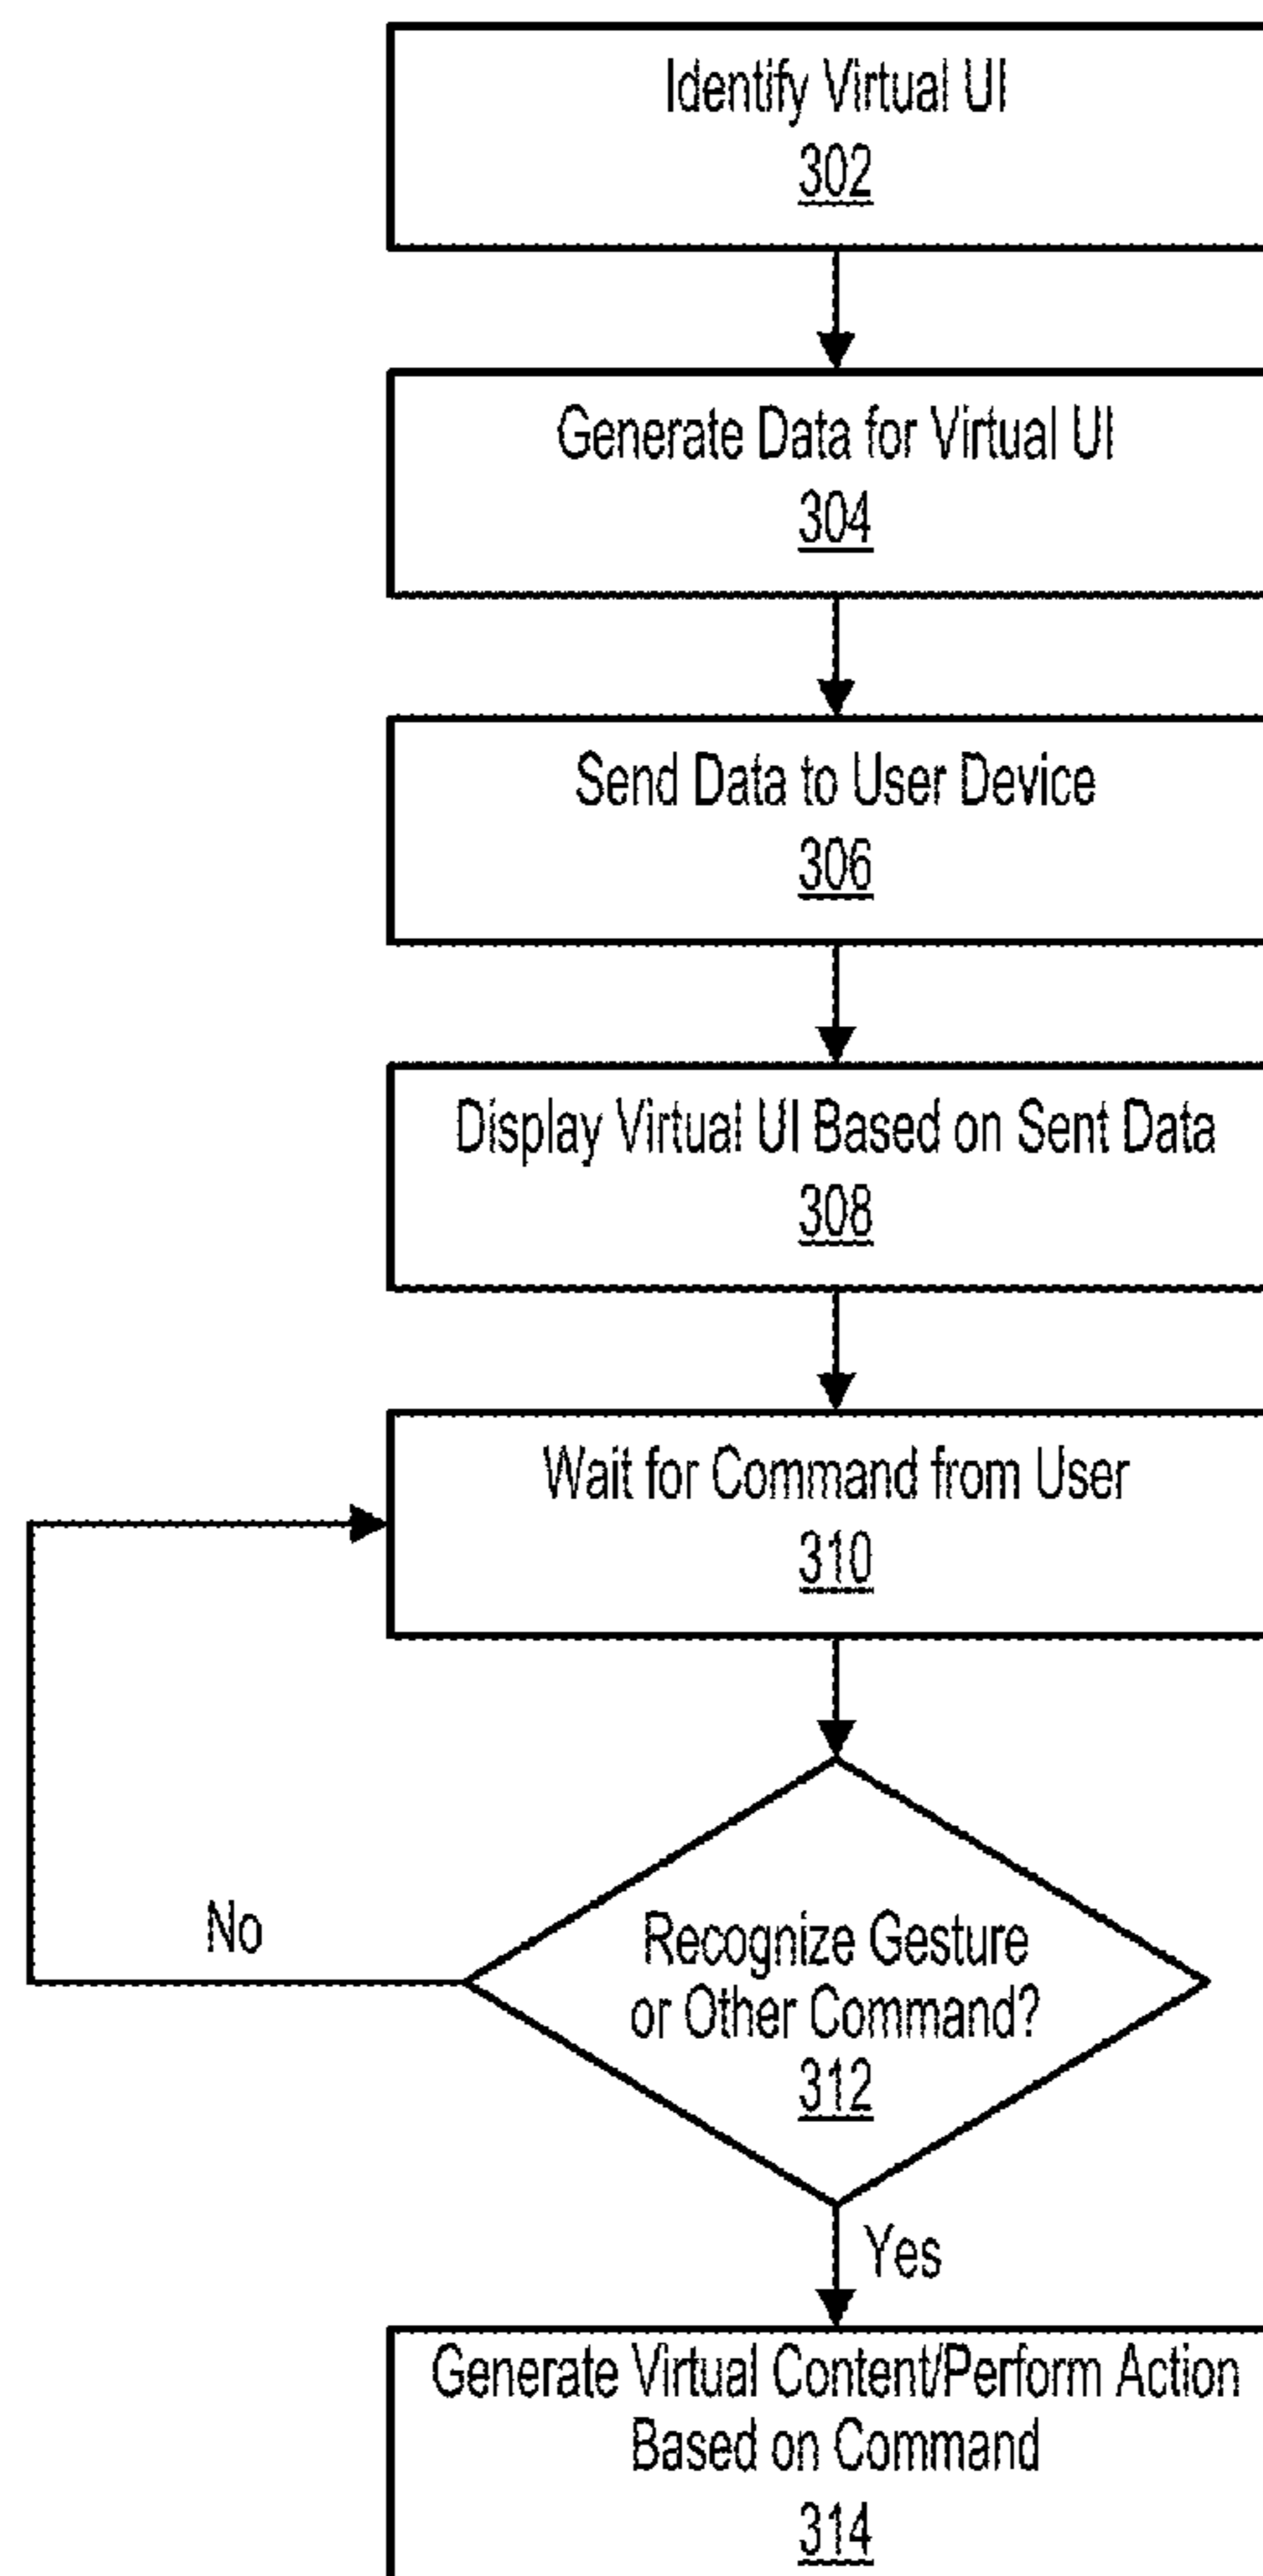 Identify Virtual UI
302
Generate Data for Virtual UI
304
Send Data to User Device
306
Display Virtual UI Based on Sent Data
308
Wait for Command from User
310
No
Recognize Gesture
or Other Command?
312
Yes
Generate Virtual Content/Perform Action
Based on Command
314